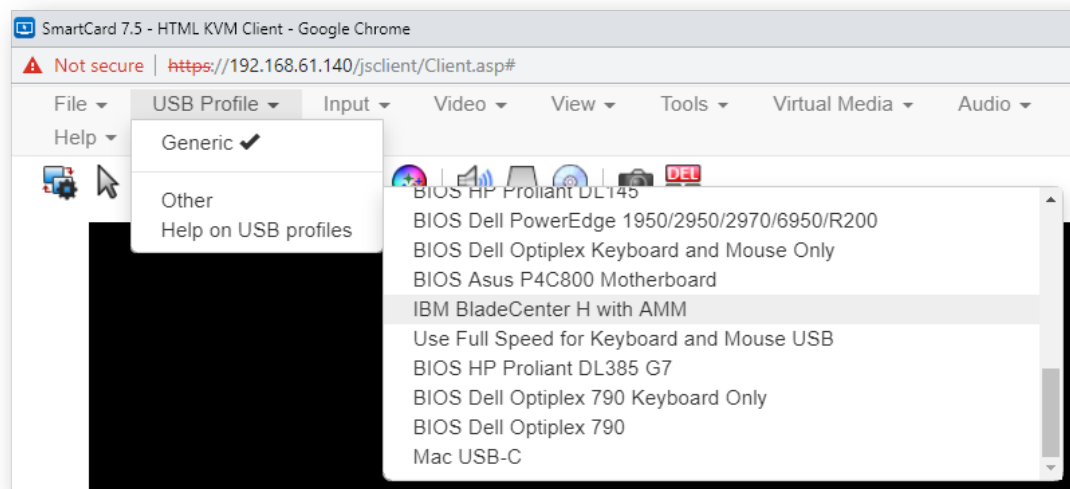 SmartCard 7.5 - HTML KVM Client - Google Chrome
Not secure | https://192.168.61.140/jsclient/Client.asp#
File USB Profile Input Video View Tools Virtual Media Audio
Help
Generic
Other
Help on USB profiles
DEL
BIOS HP Proliant DL145
BIOS Dell PowerEdge 1950/2950/2970/6950/R200
BIOS Dell Optiplex Keyboard and Mouse Only
BIOS Asus P4C800 Motherboard
IBM BladeCenter H with AMM
Use Full Speed for Keyboard and Mouse USB
BIOS HP Proliant DL385 G7
BIOS Dell Optiplex 790 Keyboard Only
BIOS Dell Optiplex 790
Mac USB-C